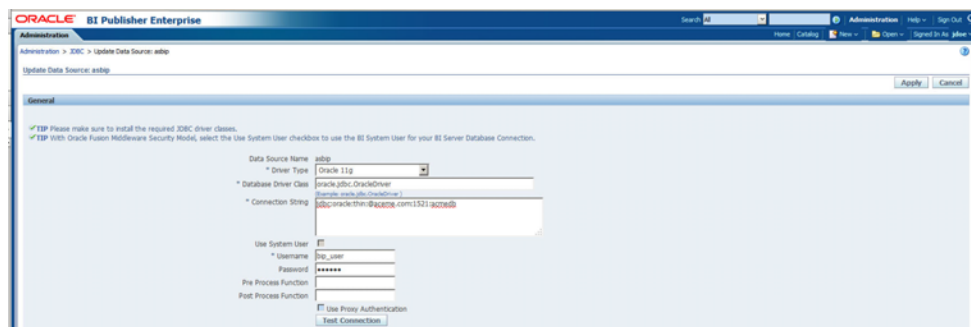 ORACLE BI Publisher Enterprise
Search All
Administration Help Sign Out
Administration
Home Catalog New Open Signed In As jdoe
Administration > JDBC > Update Data Source: asbip
Update Data Source: asbip
Apply Cancel
General
TIP Please make sure to install the required JDBC driver classes.
TIP With Oracle Fusion Middleware Security Model, select the Use System User checkbox to use the BI System User for your BI Server Database Connection.
Data Source Name asbip
* Driver Type Oracle 11g
* Database Driver Class oracle.jdbc.OracleDriver
(Example: oracle.jdbc.OracleDriver )
* Connection String jdbc:oracle:thin:@aceme.com:1521:acmedb
Use System User
* Username bip_user
Password ••••••
Pre Process Function
Post Process Function
Use Proxy Authentication
Test Connection